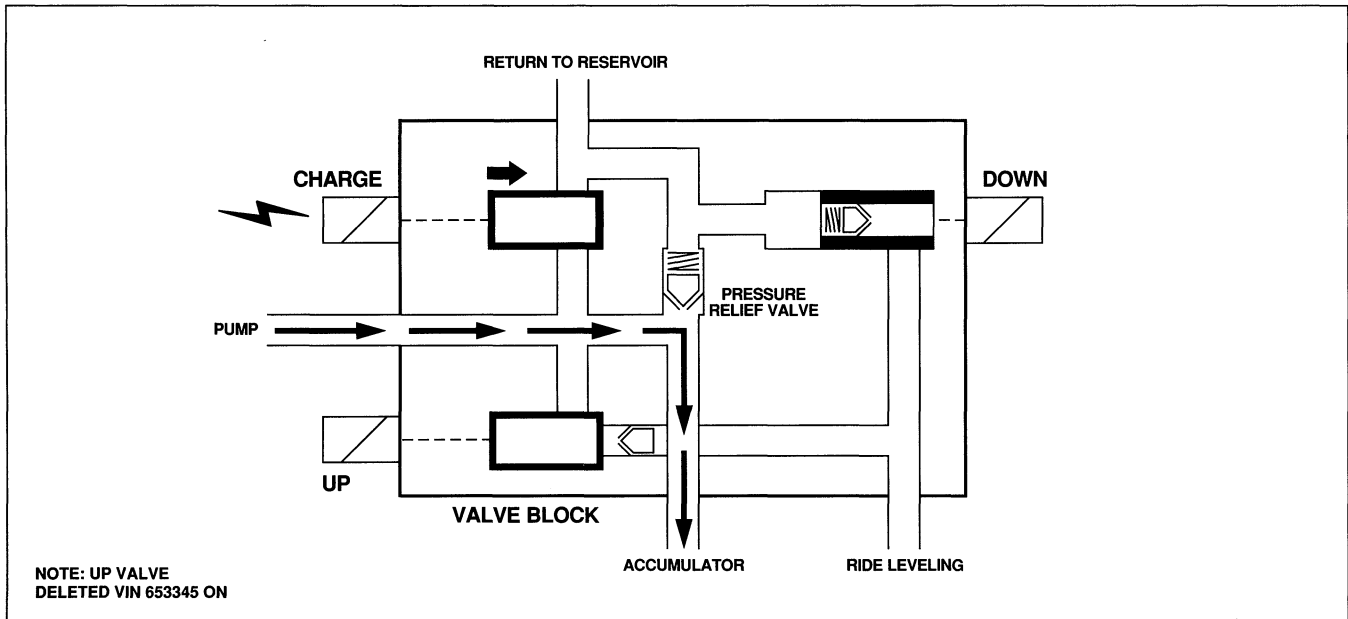 RETURN TO RESERVOIR
CHARGE
DOWN
PRESSURE
RELIEF VALVE
PUMP
UP
VALVE BLOCK
ACCUMULATOR
RIDE LEVELING
NOTE: UP VALVE
DELETED VIN 653345 ON